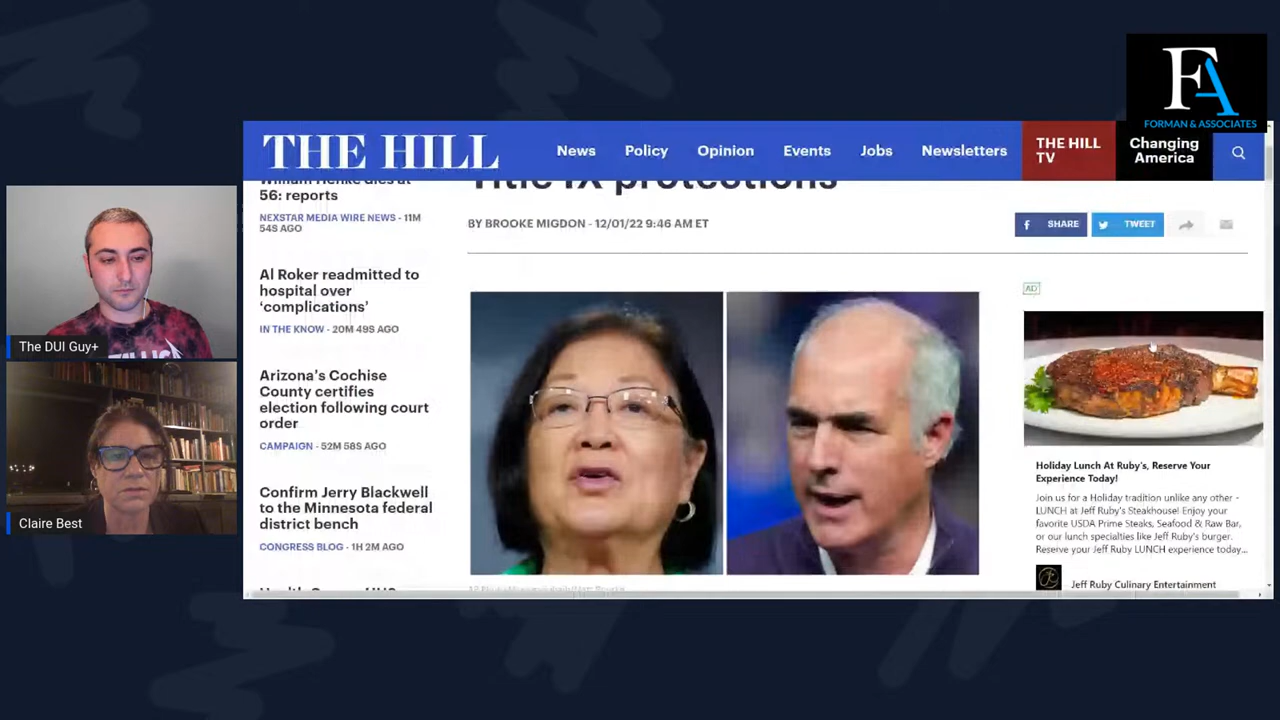 FA
FORMAN & ASSOCIATES
THE HILL
News
Policy
Opinion
Events
Jobs
Newsletters
THE HILL
TV
Changing
America
William Henke dies at
56: reports
NEXSTAR MEDIA WIRE NEWS - 11M
54S AGO
Al Roker readmitted to
hospital over
‘complications’
IN THE KNOW - 20M 49S AGO
Arizona’s Cochise
County certifies
election following court
order
CAMPAIGN - 52M 58S AGO
Confirm Jerry Blackwell
to the Minnesota federal
district bench
CONGRESS BLOG - 1H 2M AGO
Title IX protections
BY BROOKE MIGDON - 12/01/22 9:46 AM ET
SHARE
TWEET
AD
Holiday Lunch At Ruby's, Reserve Your
Experience Today!
Join us for a Holiday tradition unlike any other -
LUNCH at Jeff Ruby's Steakhouse! Enjoy your
favorite USDA Prime Steaks, Seafood & Raw Bar,
or our lunch specialties like Jeff Ruby's burger.
Reserve your Jeff Ruby LUNCH experience today...
Jeff Ruby Culinary Entertainment
The DUI Guy+
METALLIC
Claire Best